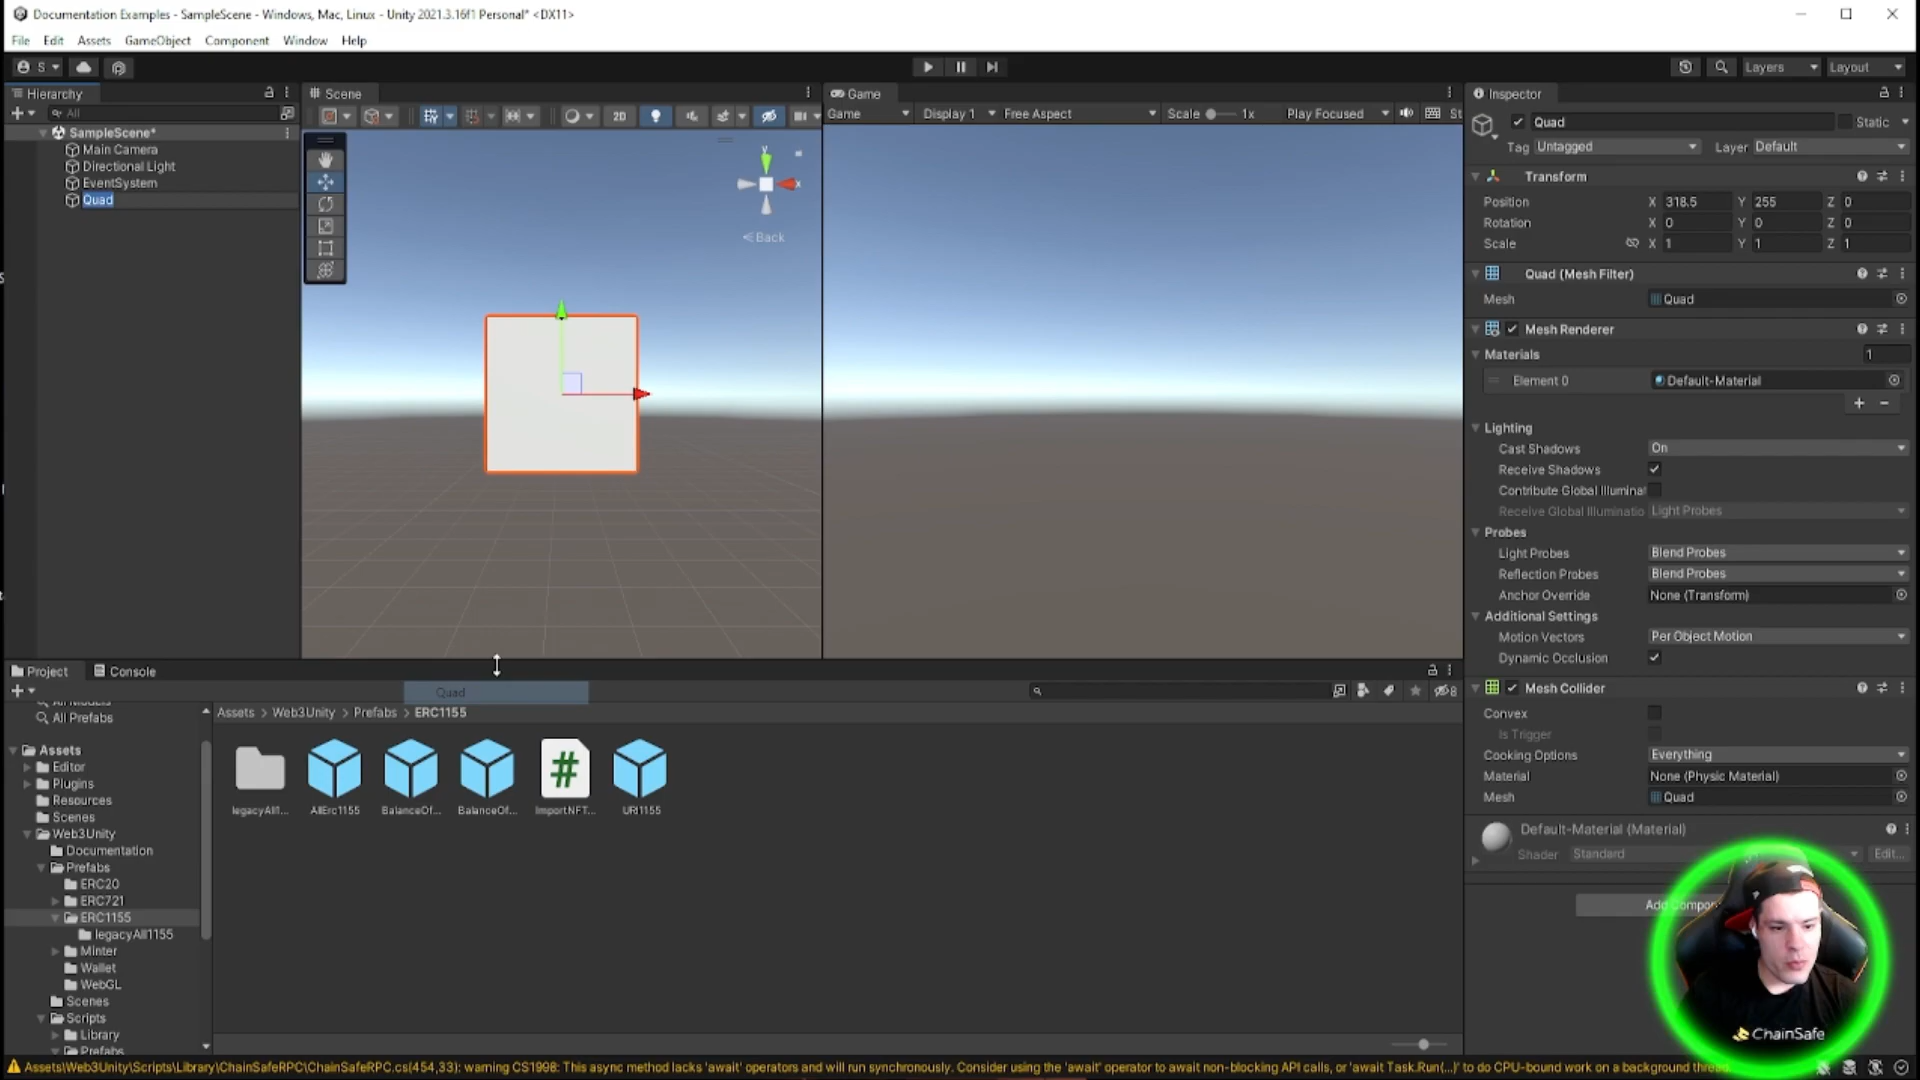 Documentation Examples - SampleScene - Windows, Mac, Linux - Unity 2021.3.16f1 Personal* <DX11>
File Edit Assets GameObject Component Window Help
S Layers Layout
Hierarchy
All
SampleScene*
Main Camera
Directional Light
EventSystem
Quad
Scene
2D
y
x
Back
Game
Game Display 1 Free Aspect Scale 1x Play Focused St
Inspector
Quad Static
Tag Untagged Layer Default
Transform
Position X 318.5 Y 255 Z 0
Rotation X 0 Y 0 Z 0
Scale X 1 Y 1 Z 1
Quad (Mesh Filter)
Mesh Quad
Mesh Renderer
Materials 1
Element 0 Default-Material
Lighting
Cast Shadows On
Receive Shadows
Contribute Global Illuminat
Receive Global Illuminatio Light Probes
Probes
Light Probes Blend Probes
Reflection Probes Blend Probes
Anchor Override None (Transform)
Additional Settings
Motion Vectors Per Object Motion
Dynamic Occlusion
Mesh Collider
Convex
Is Trigger
Cooking Options Everything
Material None (Physic Material)
Mesh Quad
Default-Material (Material)
Shader Standard Edit...
Add Compo
ChainSafe
Project Console
Quad
8
All Models
All Prefabs
Assets
Editor
Plugins
Resources
Scenes
Web3Unity
Documentation
Prefabs
ERC20
ERC721
ERC1155
legacyAll1155
Minter
Wallet
WebGL
Scenes
Scripts
Library
Prefabs
Assets > Web3Unity > Prefabs > ERC1155
legacyAll1... AllErc1155 BalanceOf... BalanceOf... ImportNFT... URI1155
Assets\Web3Unity\Scripts\Library\ChainSafeRPC\ChainSafeRPC.cs(454,33): warning CS1998: This async method lacks 'await' operators and will run synchronously. Consider using the 'await' operator to await non-blocking API calls, or 'await Task.Run(...)' to do CPU-bound work on a background thread.